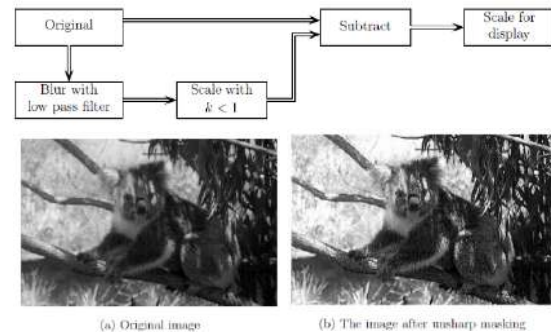 Original
Subtract
Scale for
display
Blur with
low pass filter
Scale with
k < 1
(a) Original image
(b) The image after unsharp masking